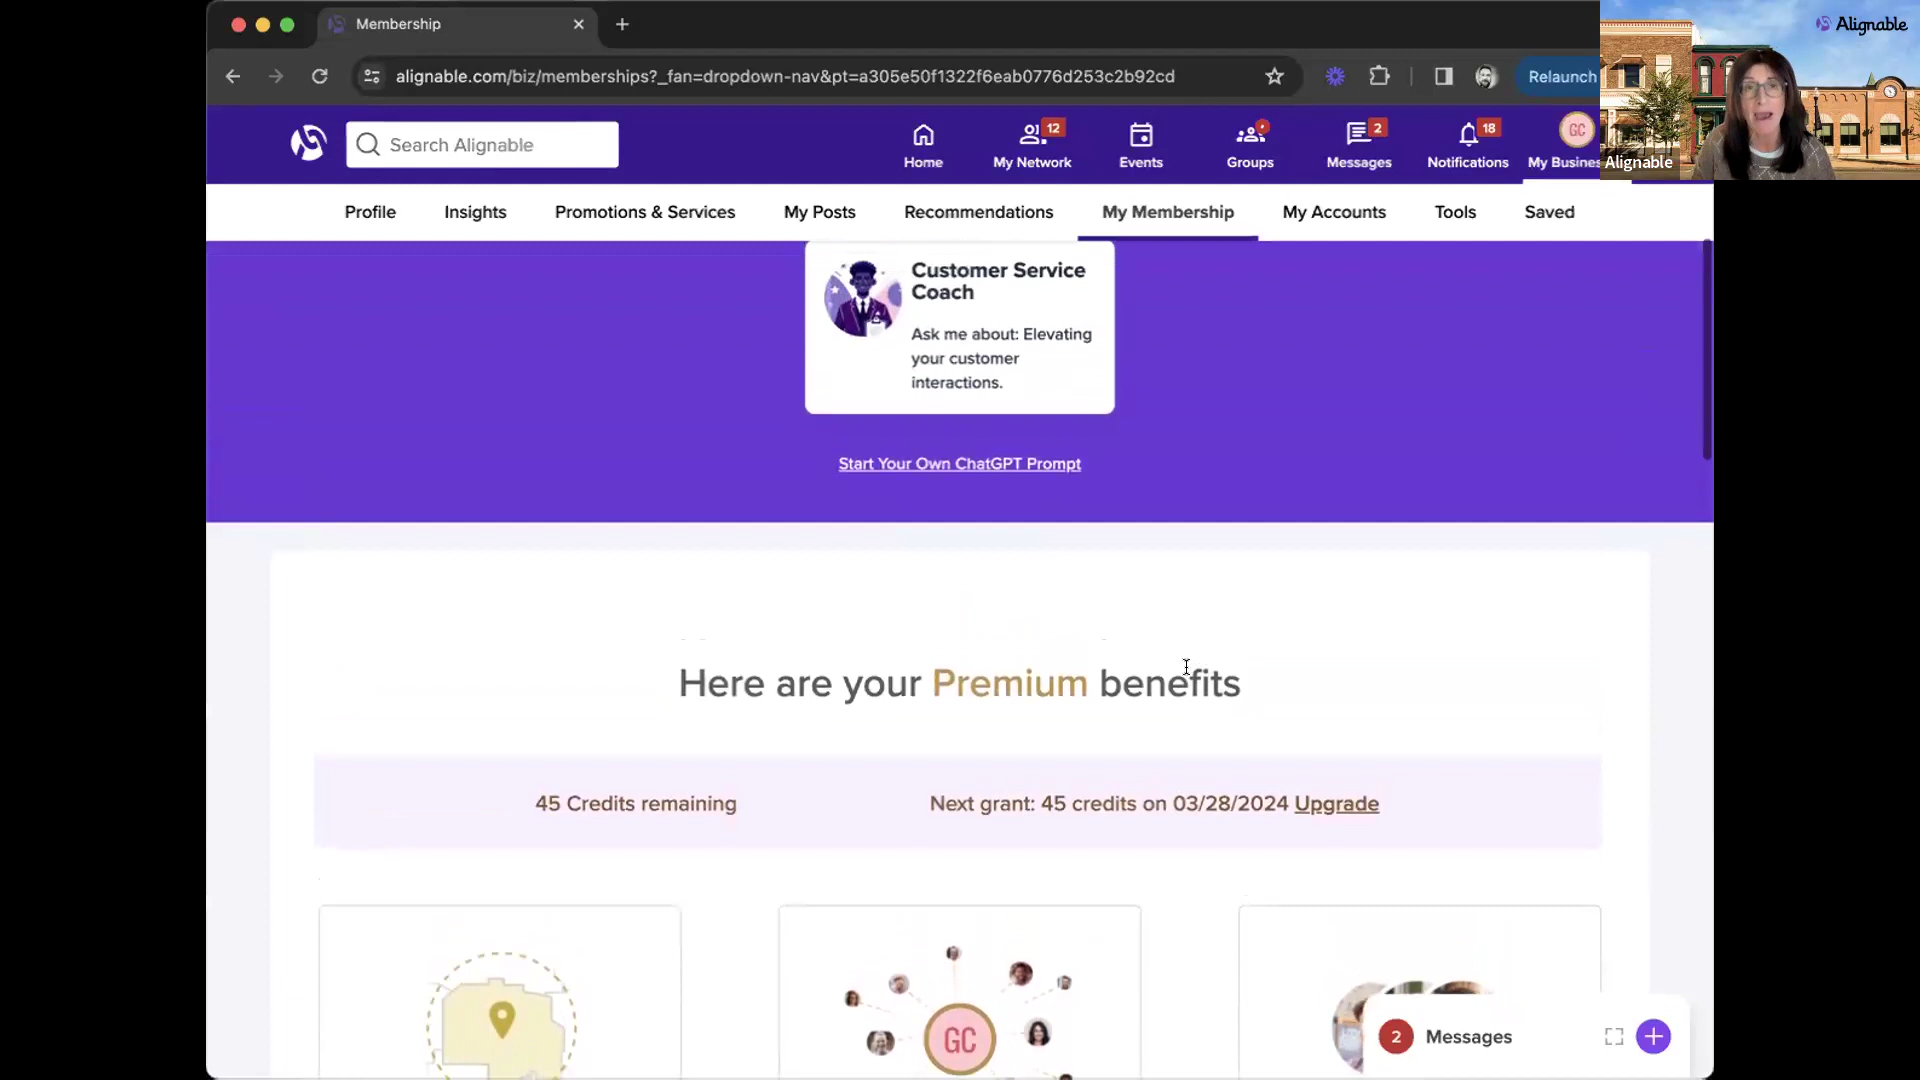 Membership
alignable.com/biz/memberships?_fan=dropdown-nav&pt=a305e50f1322f6eab0776d253c2b92cd
Relaunch
Alignable
Alignable
Search Alignable
Home
12
My Network
Events
Groups
2
Messages
18
Notifications
GC
My Busines
Profile Insights Promotions & Services My Posts Recommendations My Membership My Accounts Tools Saved
Customer Service
Coach
Ask me about: Elevating
your customer
interactions.
Start Your Own ChatGPT Prompt
Here are your Premium benefits
45 Credits remaining
Next grant: 45 credits on 03/28/2024 Upgrade
GC
2 Messages